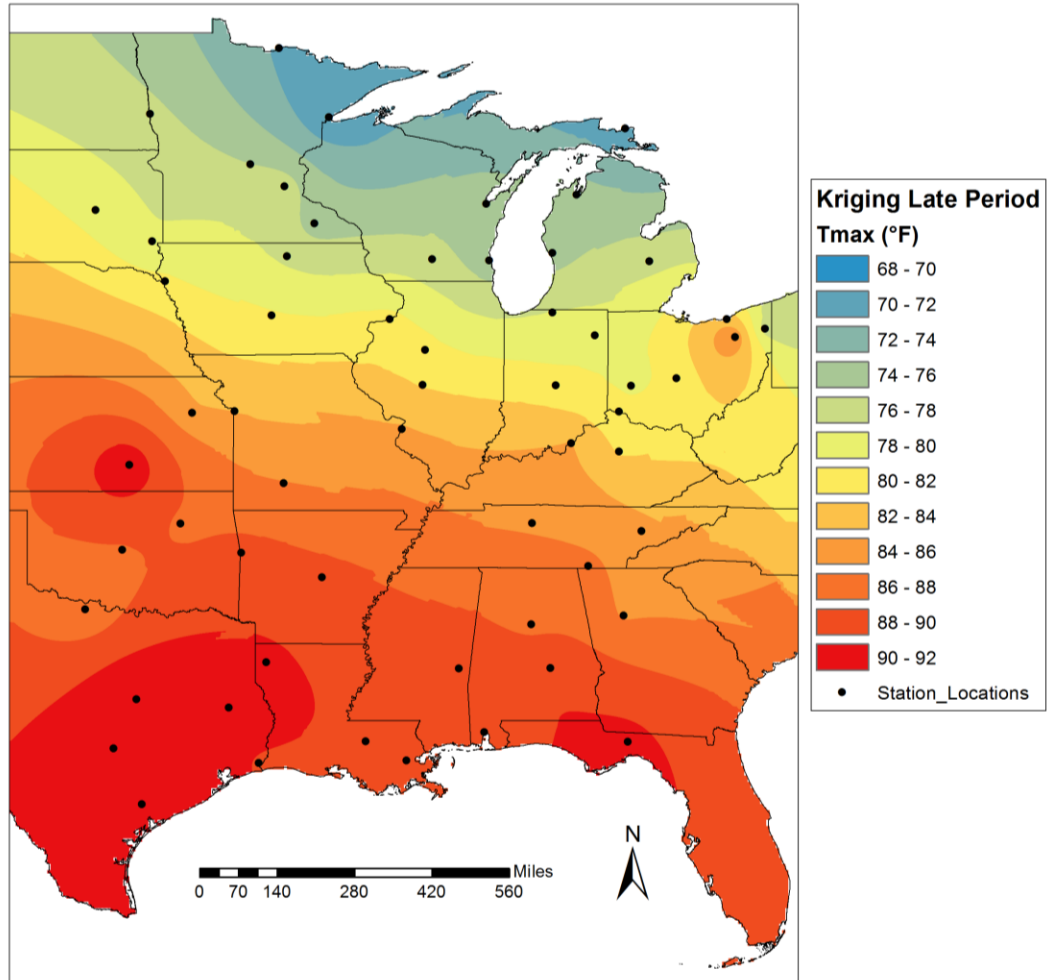 Kriging Late Period
Tmax (°F)
68 - 70
70 - 72
72 - 74
74 - 76
76 - 78
78 - 80
80 - 82
82 - 84
84 - 86
86 - 88
88 - 90
90 - 92
Station_Locations
N
Miles
0 70 140 280 420 560